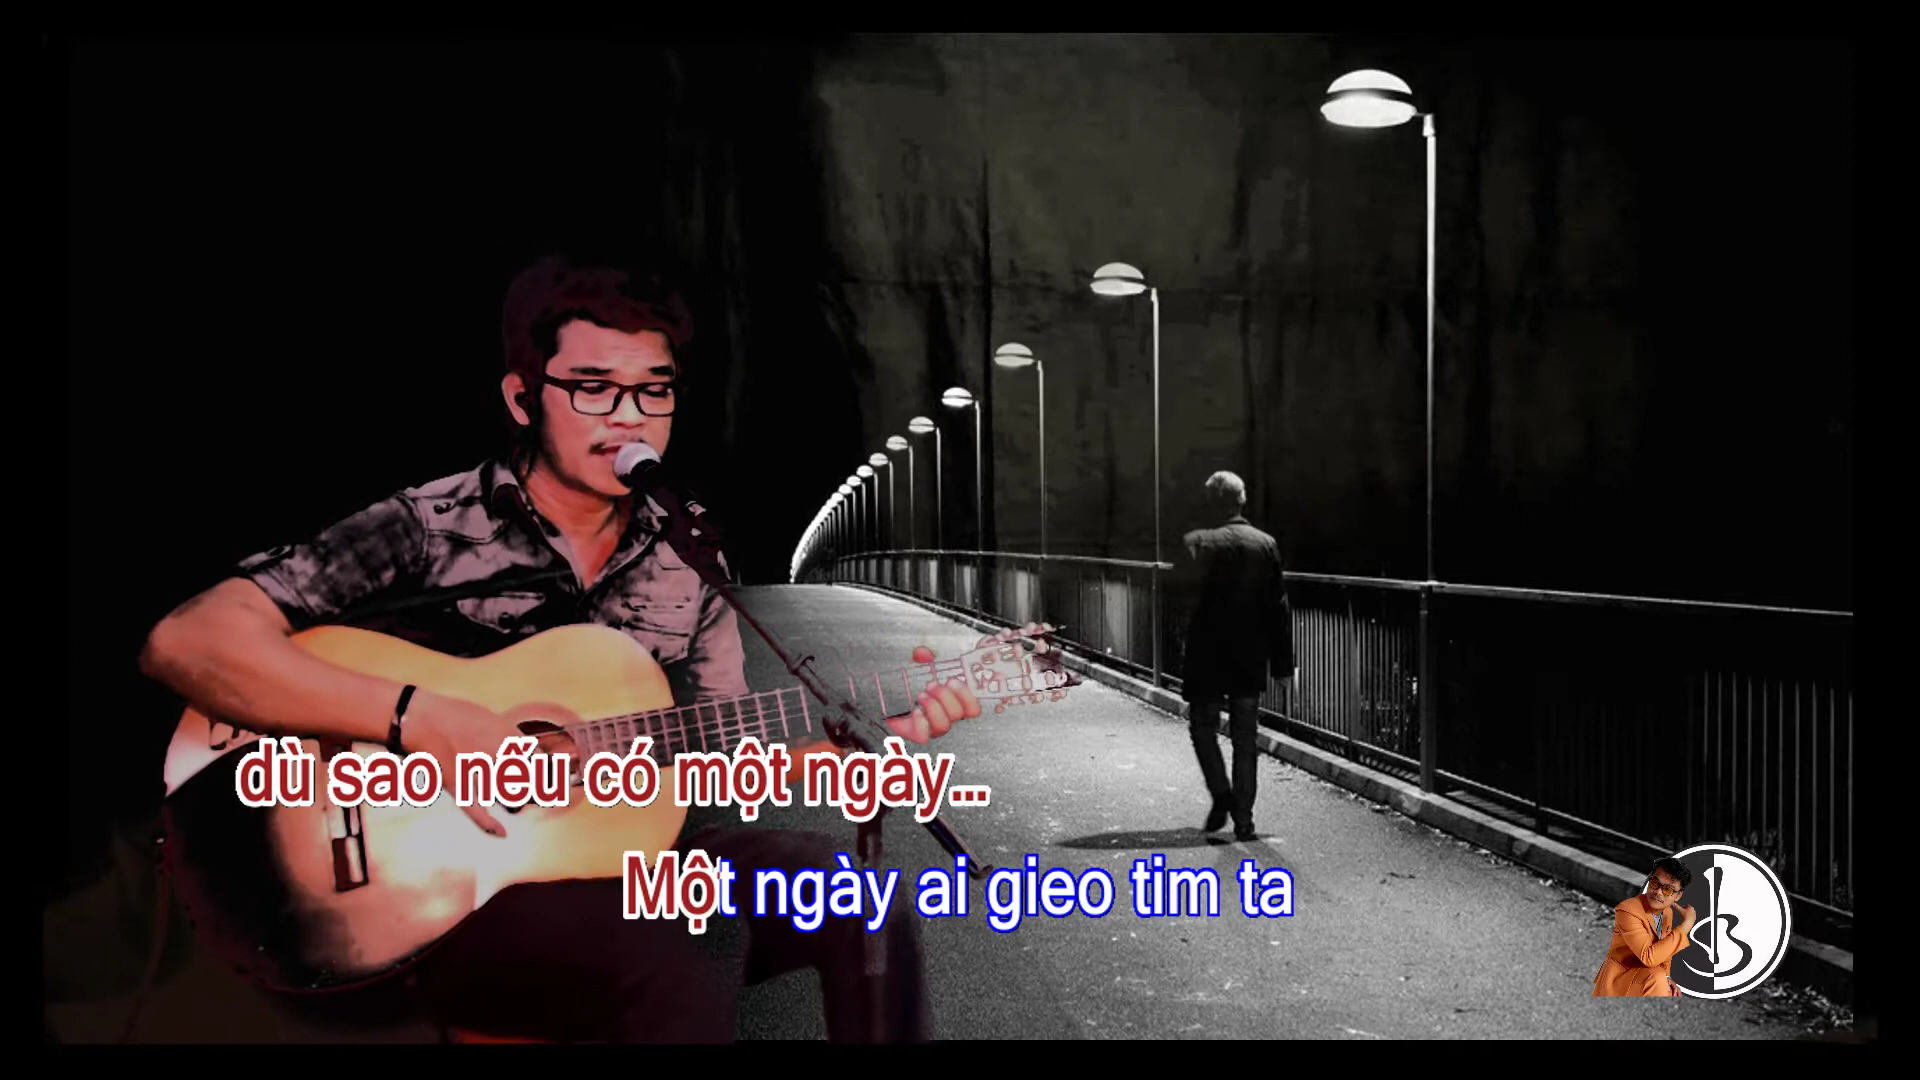 dù sao nếu có một ngày...
Một ngày ai gieo tim ta